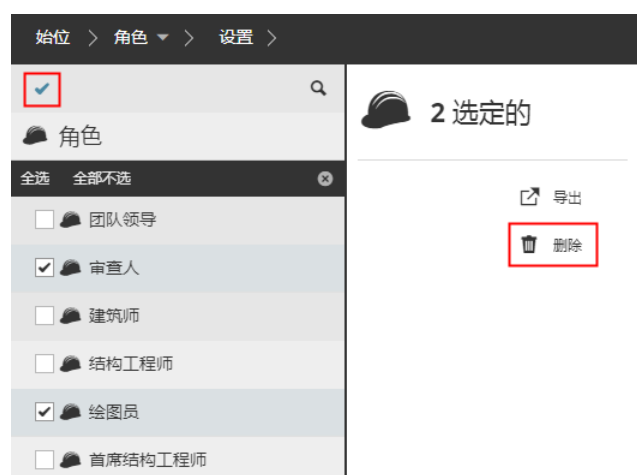 始位 > 角色 > 设置 >
角色
全选 全部不选
团队领导
审查人
建筑师
结构工程师
绘图员
首席结构工程师
2 选定的
导出
删除